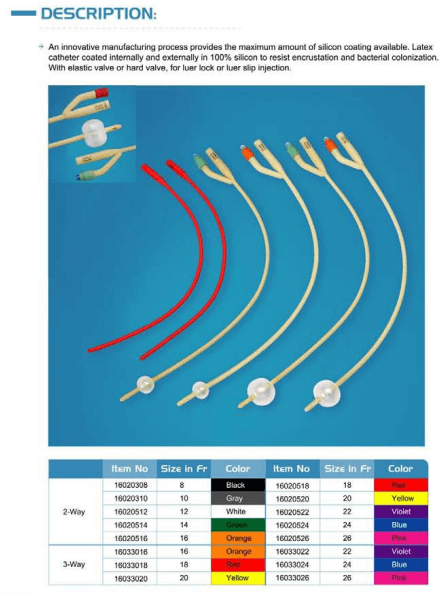 DESCRIPTION:
An innovative manufacturing process provides the maximum amount of silicon coating available. Latex
catheter coated internally and externally in 100% silicon to resist encrustation and bacterial colonization.
With elastic valve or hard valve, for luer lock or luer slip injection.
Item No Size in Fr Color Item No Size in Fr Color
16020308 8 Black 16020518 18 Red
16020310 10 Gray 16020520 20 Yellow
2-Way 16020512 12 White 16020522 22 Violet
16020514 14 Green 16020524 24 Blue
16020516 16 Orange 16020526 26 Pink
16033016 16 Orange 16033022 22 Violet
3-Way 16033018 18 Red 16033024 24 Blue
16033020 20 Yellow 16033026 26 Pink